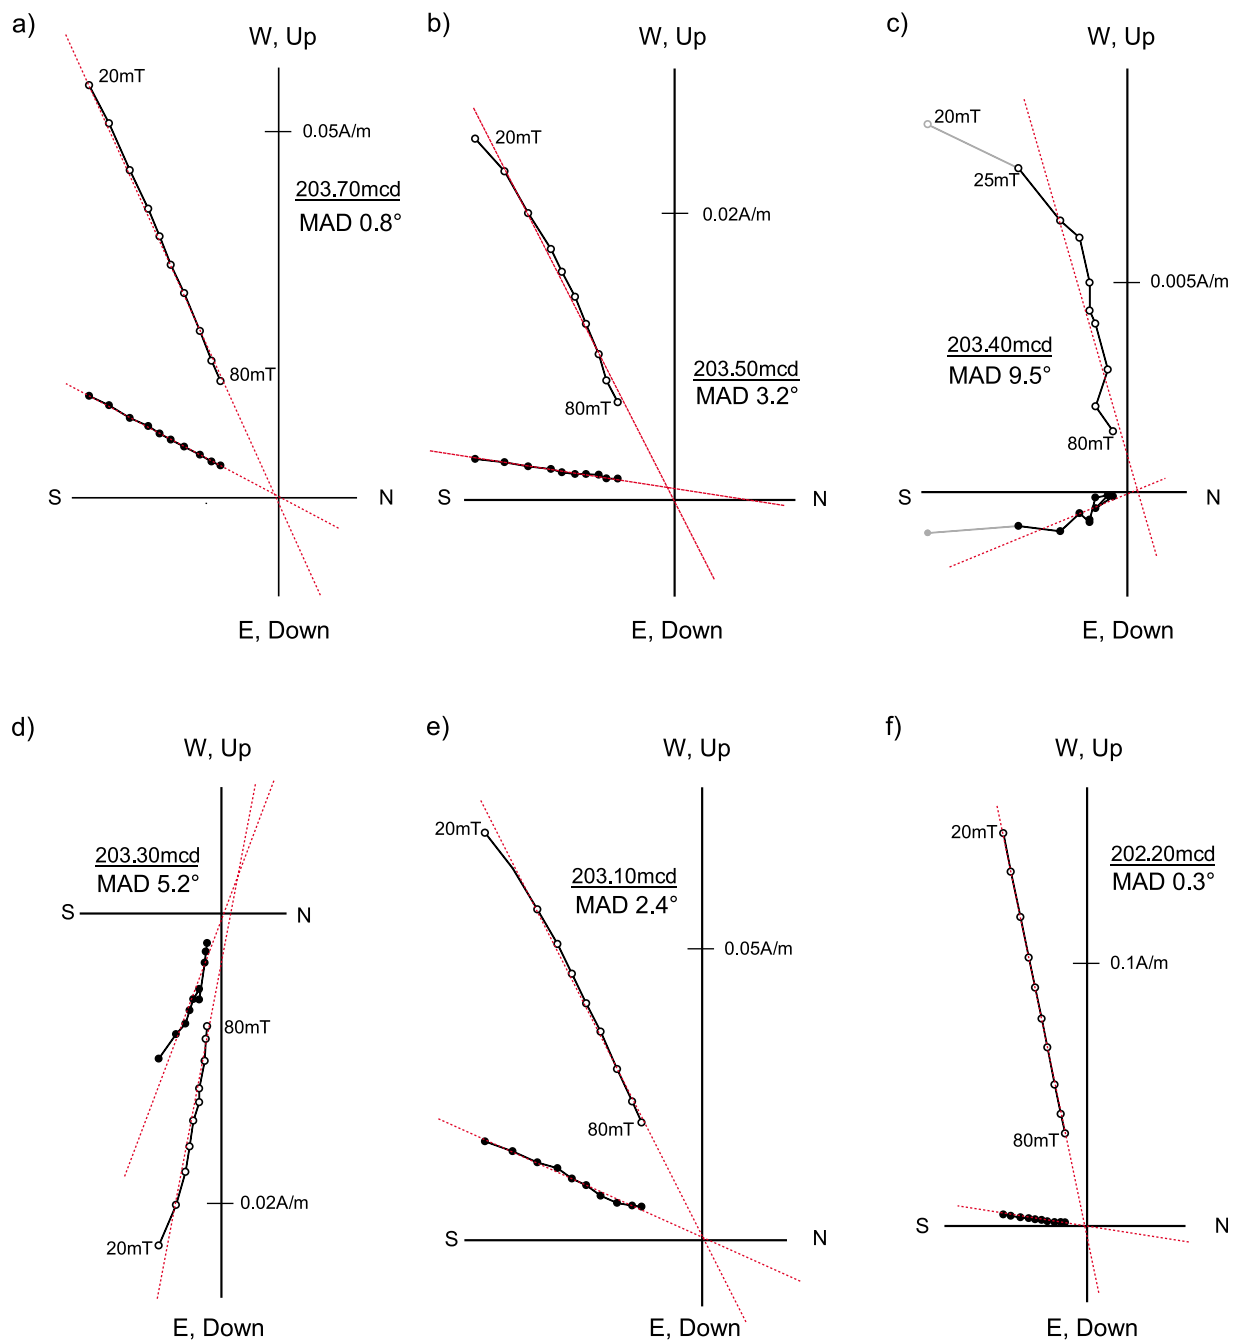 a)
W, Up
20mT
0.05A/m
203.70mcd
MAD 0.8°
80mT
S
N
E, Down
b)
W, Up
20mT
0.02A/m
203.50mcd
MAD 3.2°
80mT
S
N
E, Down
c)
W, Up
20mT
25mT
0.005A/m
203.40mcd
MAD 9.5°
80mT
S
N
E, Down
d)
W, Up
203.30mcd
MAD 5.2°
S
N
80mT
0.02A/m
20mT
E, Down
e)
W, Up
20mT
203.10mcd
MAD 2.4°
0.05A/m
80mT
S
N
E, Down
f)
W, Up
20mT
202.20mcd
MAD 0.3°
0.1A/m
80mT
S
N
E, Down